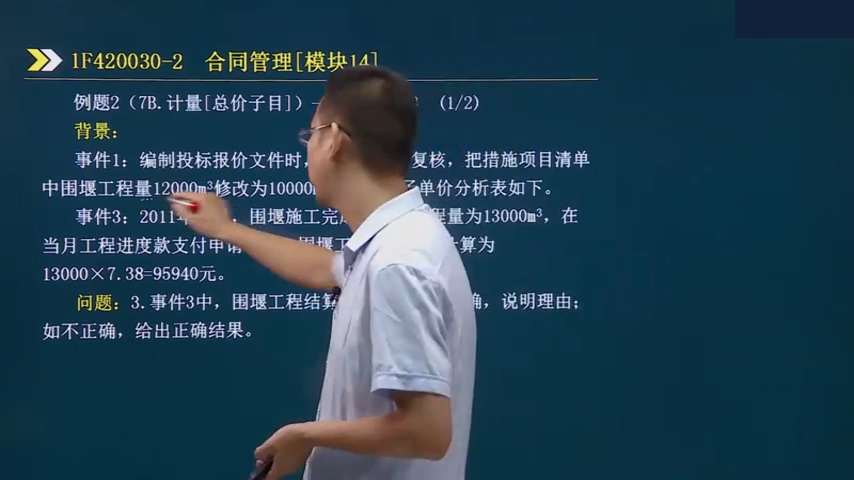 1F420030-2 合同管理[模块14]
例题2（7B.计量[总价子目]）— (1/2)
背景：
事件1：编制投标报价文件时， 复核，把措施项目清单
中围堰工程量12000m³修改为10000 单价分析表如下。
事件3：2011年 ，围堰施工完 工程量为13000m³，在
当月工程进度款支付申请 围堰工 计算为
13000×7.38=95940元。
问题：3.事件3中，围堰工程结算 ，说明理由；
如不正确，给出正确结果。